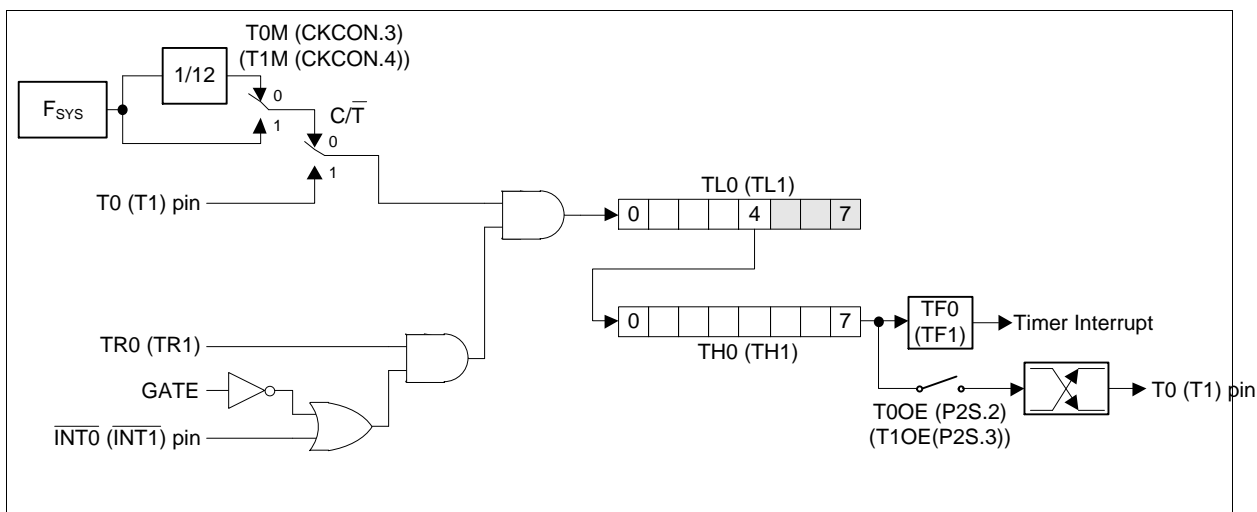 T0M (CKCON.3)
(T1M (CKCON.4))
1/12
FSYS
0
1
C/T̅
0
1
T0 (T1) pin
TL0 (TL1)
0 4 7
0 7
TH0 (TH1)
TF0
(TF1)
Timer Interrupt
TR0 (TR1)
GATE
I̅N̅T̅0̅ (I̅N̅T̅1̅) pin
T0OE (P2S.2)
(T1OE(P2S.3))
T0 (T1) pin